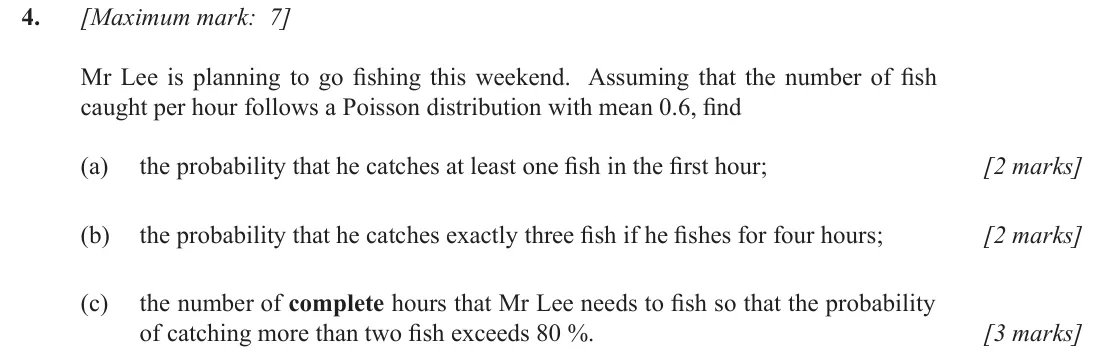 4. [Maximum mark: 7]
Mr Lee is planning to go fishing this weekend. Assuming that the number of fish
caught per hour follows a Poisson distribution with mean 0.6, find
(a) the probability that he catches at least one fish in the first hour; [2 marks]
(b) the probability that he catches exactly three fish if he fishes for four hours; [2 marks]
(c) the number of complete hours that Mr Lee needs to fish so that the probability
of catching more than two fish exceeds 80 %. [3 marks]